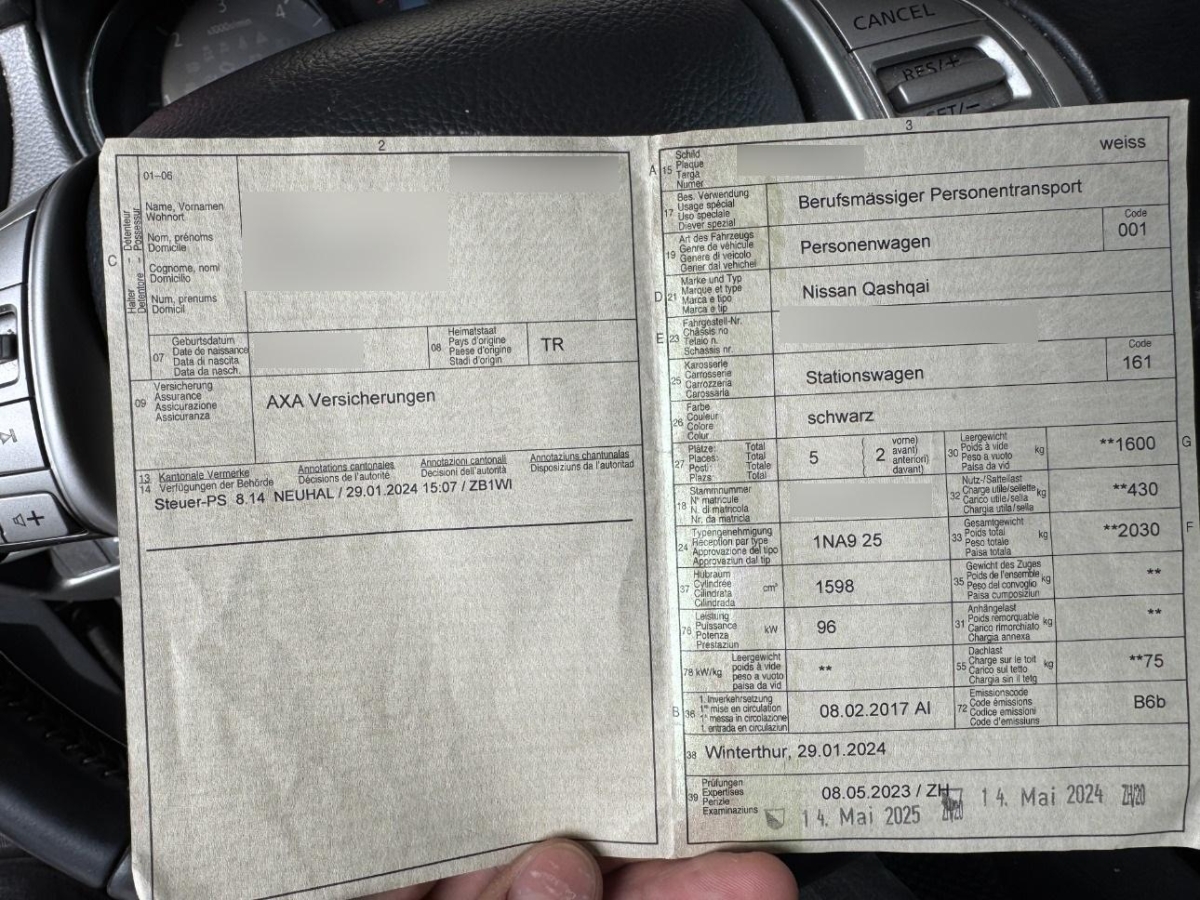 CANCEL
RES/+
SET/−
2
3
4
x1000r/min
2
01-06
Halter - Détenteur
Detentore - Possessur
C
Name, Vornamen
Wohnort
Nom, prénoms
Domicile
Cognome, nomi
Domicilio
Num, prenums
Domicil
07
Geburtsdatum
Date de naissance
Data di nascita
Data da nasch.
08
Heimatstaat
Pays d'origine
Paese d'origine
Stadi d'origin
TR
09
Versicherung
Assurance
Assicurazione
Assicuranza
AXA Versicherungen
13
14
Kantonale Vermerke
Verfügungen der Behörde
Annotations cantonales
Décisions de l'autorité
Annotazioni cantonali
Decisioni dell'autorità
Annotaziuns chantunalas
Disposiziuns da l'autoritad
Steuer-PS 8.14 NEUHAL / 29.01.2024 15:07 / ZB1WI
3
A
15
Schild
Plaque
Targa
Numer
weiss
17
Bes. Verwendung
Usage spécial
Uso speciale
Diever spezial
Berufsmässiger Personentransport
19
Art des Fahrzeugs
Genre de véhicule
Genere di veicolo
Gener dal vehichel
Personenwagen
Code
001
D
21
Marke und Typ
Marque et type
Marca e tipo
Marca e tip
Nissan Qashqai
E
23
Fahrgestell-Nr.
Châssis no
Telaio n.
Schassis nr.
25
Karosserie
Carrosserie
Carrozzeria
Carossaria
Stationswagen
Code
161
26
Farbe
Couleur
Colore
Colur
schwarz
27
Plätze: Total
Places: Total
Posti: Totale
Plazs: Total
5
2
vorne)
avant)
anteriori)
davant)
30
Leergewicht
Poids à vide
Peso a vuoto
Paisa da vid
kg
**1600
G
18
Stammnummer
N° matricule
N. di matricola
Nr. da matricla
32
Nutz-/Sattellast
Charge utile/sellette
Carico utile/sella
Chargia utila/sella
kg
**430
24
Typengenehmigung
Réception par type
Approvazione del tipo
Approvaziun dal tip
1NA9 25
33
Gesamtgewicht
Poids total
Peso totale
Paisa totala
kg
**2030
F
37
Hubraum
Cylindrée
Cilindrata
Cilindrada
cm³
1598
35
Gewicht des Zuges
Poids de l'ensemble
Peso del convoglio
Paisa cumposiziun
kg
**
76
Leistung
Puissance
Potenza
Prestaziun
kW
96
31
Anhängelast
Poids remorquable
Carico rimorchiato
Chargia annexa
kg
**
78 kW/kg
Leergewicht
poids à vide
peso a vuoto
paisa da vid
**
55
Dachlast
Charge sur le toit
Carico sul tetto
Chargia sin il tetg
kg
**75
B
36
1. Inverkehrsetzung
1re mise en circulation
1a messa in circolazione
1. entrada en circulaziun
08.02.2017 AI
72
Emissionscode
Code émissions
Codice emissioni
Code d'emissiuns
B6b
38
Winterthur, 29.01.2024
39
Prüfungen
Expertises
Perizie
Examinaziuns
08.05.2023 / ZH
14. Mai 2024 ZH/20
14. Mai 2025 ZH/20